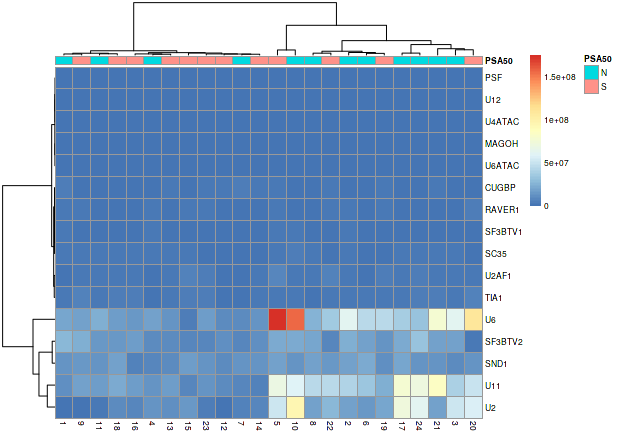 PSA50
PSA50
N
S
1.5e+08
1e+08
5e+07
0
PSF
U12
U4ATAC
MAGOH
U6ATAC
CUGBP
RAVER1
SF3BTV1
SC35
U2AF1
TIA1
U6
SF3BTV2
SND1
U11
U2
1 9 11 18 16 4 13 15 23 12 7 14 5 10 8 22 2 6 19 17 24 21 3 20